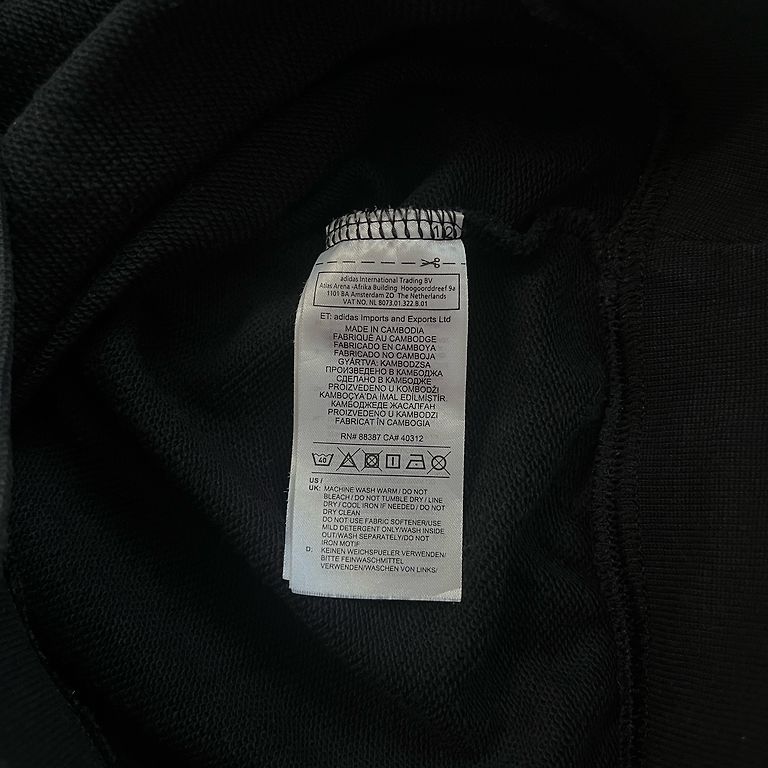 12
adidas International Trading BV
Atlas Arena -Afrika Building Hoogoorddreef 9a
1101 BA Amsterdam ZO The Netherlands
VAT NO. NL 8073.01.322.B.01
ET: adidas Imports and Exports Ltd
MADE IN CAMBODIA
FABRIQUÉ AU CAMBODGE
FABRICADO EN CAMBOYA
FABRICADO NO CAMBOJA
GYÁRTVA: KAMBODZSA
ПРОИЗВЕДЕНО В КАМБОДЖА
СДЕЛАНО В КАМБОДЖЕ
PROIZVEDENO U KOMBODŽI
KAMBOÇYA'DA İMAL EDİLMİŞTİR.
КАМБОДЖЕДЕ ЖАСАЛҒАН
PROIZVEDENO U KAMBODZI
FABRICAT ÎN CAMBOGIA
RN# 88387 CA# 40312
40
US /
UK: MACHINE WASH WARM / DO NOT
BLEACH / DO NOT TUMBLE DRY / LINE
DRY / COOL IRON IF NEEDED / DO NOT
DRY CLEAN
DO NOT USE FABRIC SOFTENER/USE
MILD DETERGENT ONLY/WASH INSIDE
OUT/WASH SEPARATELY/DO NOT
IRON MOTIF
D: KEINEN WEICHSPUELER VERWENDEN/
BITTE FEINWASCHMITTEL
VERWENDEN/WASCHEN VON LINKS/